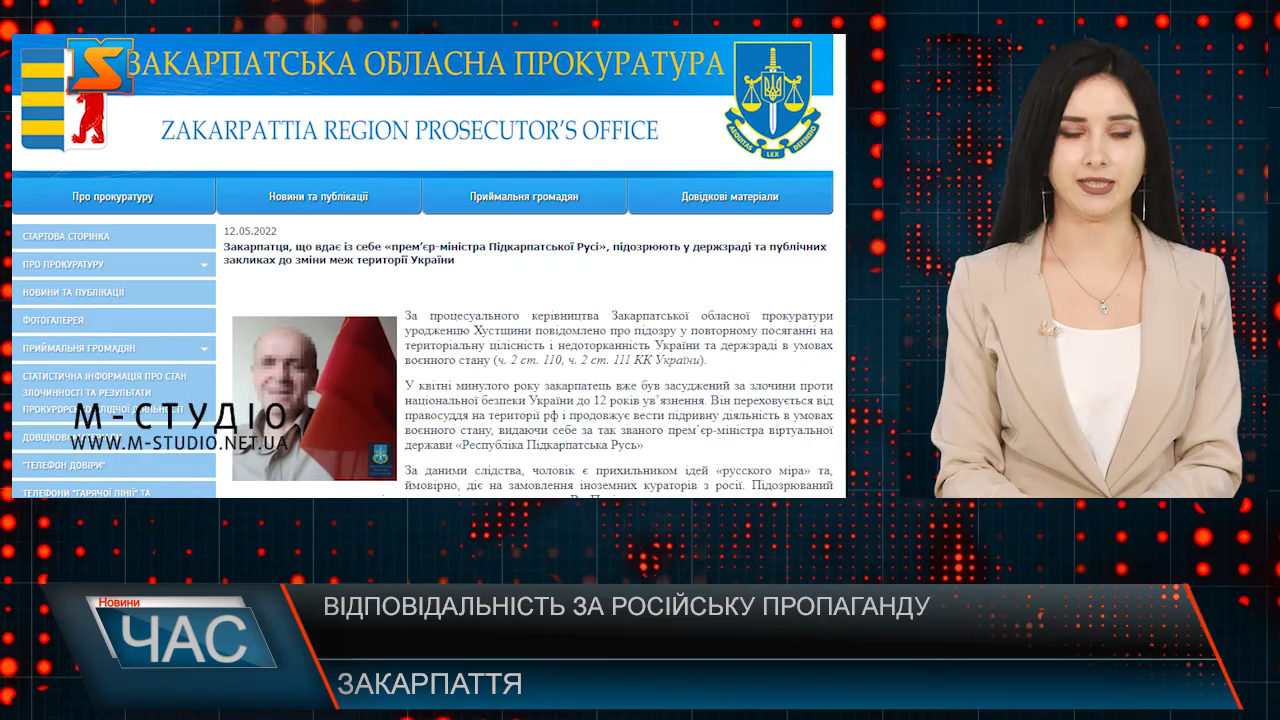 ЗАКАРПАТСЬКА ОБЛАСНА ПРОКУРАТУРА
ZAKARPATTIA REGION PROSECUTOR'S OFFICE
AEQUITAS LEX DEFENDIO
Про прокуратуру
Новини та публікації
Приймальня громадян
Довідкові матеріали
СТАРТОВА СТОРІНКА
ПРО ПРОКУРАТУРУ
НОВИНИ ТА ПУБЛІКАЦІЇ
ФОТОГАЛЕРЕЯ
ПРИЙМАЛЬНЯ ГРОМАДЯН
СТАТИСТИЧНА ІНФОРМАЦІЯ ПРО СТАН
ЗЛОЧИННОСТІ ТА РЕЗУЛЬТАТИ
"ТЕЛЕФОН ДОВІРИ"
ТЕЛЕФОНИ "ГАРЯЧОЇ ЛІНІЇ" ТА
М-СТУДІО
WWW.M-STUDIO.NET.UA
12.05.2022
Закарпатця, що вдає із себе «прем'єр-міністра Підкарпатської Русі», підозрюють у держзраді та публічних
закликах до зміни меж території України
За процесуального керівництва Закарпатської обласної прокуратури
уродженцю Хустщини повідомлено про підозру у повторному посяганні на
територіальну цілісність і недоторканність України та держзраді в умовах
воєнного стану (ч. 2 ст. 110, ч. 2 ст. 111 КК України).
У квітні минулого року закарпатець вже був засуджений за злочини проти
національної безпеки України до 12 років ув'язнення. Він переховується від
правосуддя на території рф і продовжує вести підривну діяльність в умовах
воєнного стану, видаючи себе за так званого прем'єр-міністра віртуальної
держави «Республіка Підкарпатська Русь»
За даними слідства, чоловік є прихильником ідей «русского міра» та,
ймовірно, діє на замовлення іноземних кураторів з росії. Підозрюваний
Новини
ЧАС
ВІДПОВІДАЛЬНІСТЬ ЗА РОСІЙСЬКУ ПРОПАГАНДУ
ЗАКАРПАТТЯ